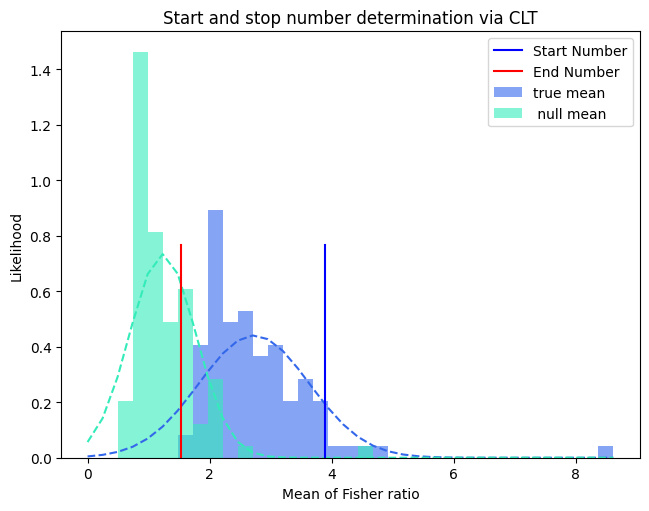 Start and stop number determination via CLT
Start Number
End Number
true mean
null mean
Likelihood
1.4
1.2
1.0
0.8
0.6
0.4
0.2
0.0
0
2
4
6
8
Mean of Fisher ratio